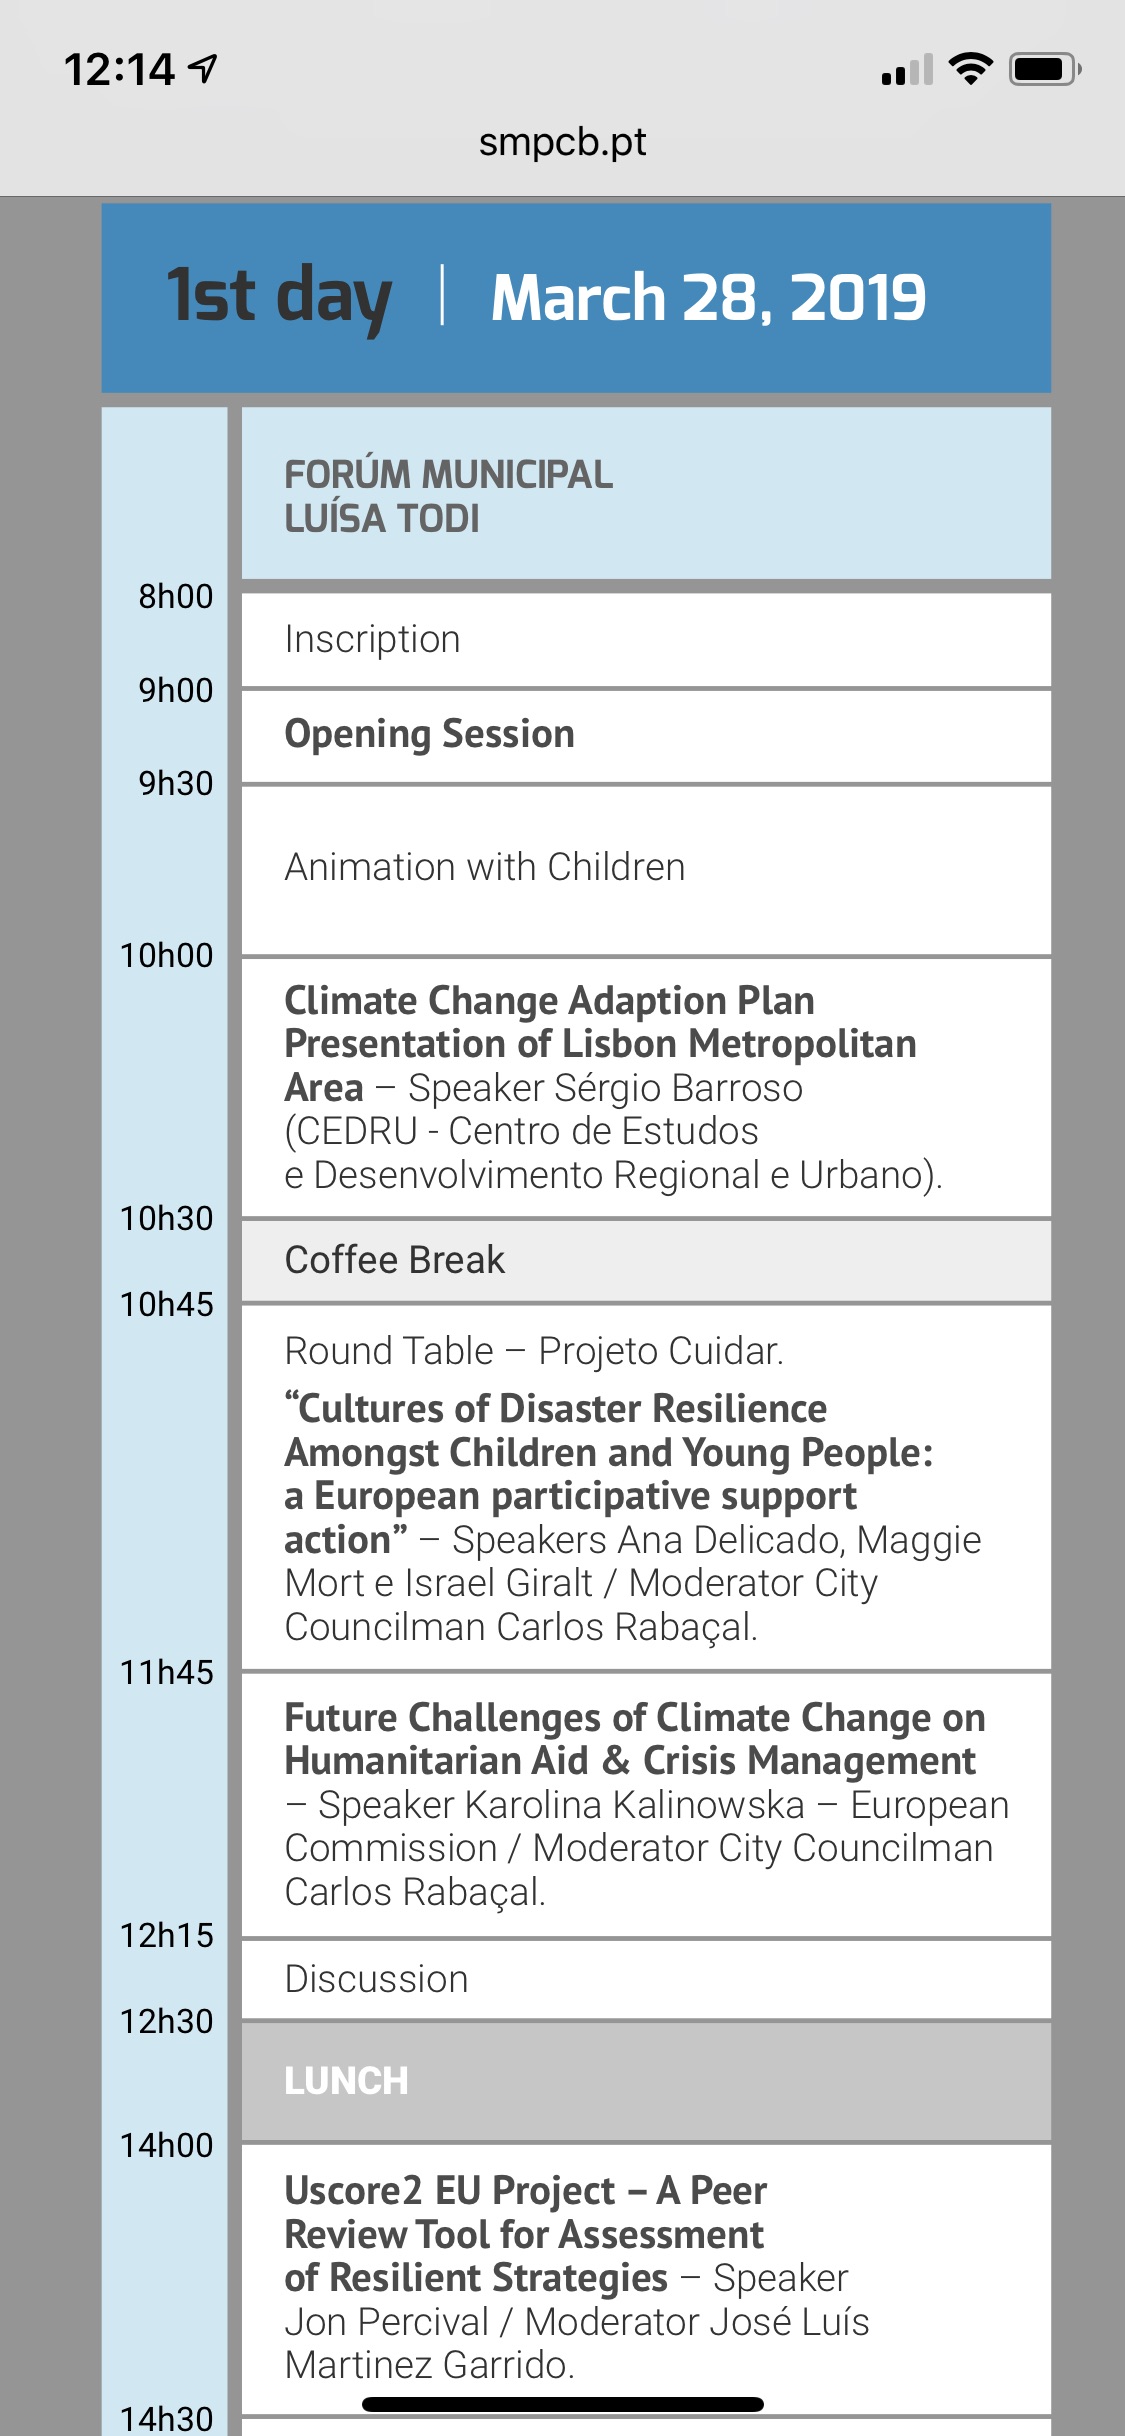 12:14
smpcb.pt
1st day | March 28, 2019
FORÚM MUNICIPAL
LUÍSA TODI
8h00
Inscription
9h00
Opening Session
9h30
Animation with Children
10h00
Climate Change Adaption Plan
Presentation of Lisbon Metropolitan
Area – Speaker Sérgio Barroso
(CEDRU - Centro de Estudos
e Desenvolvimento Regional e Urbano).
10h30
Coffee Break
10h45
Round Table – Projeto Cuidar.
“Cultures of Disaster Resilience
Amongst Children and Young People:
a European participative support
action” – Speakers Ana Delicado, Maggie
Mort e Israel Giralt / Moderator City
Councilman Carlos Rabaçal.
11h45
Future Challenges of Climate Change on
Humanitarian Aid & Crisis Management
– Speaker Karolina Kalinowska – European
Commission / Moderator City Councilman
Carlos Rabaçal.
12h15
Discussion
12h30
LUNCH
14h00
Uscore2 EU Project – A Peer
Review Tool for Assessment
of Resilient Strategies – Speaker
Jon Percival / Moderator José Luís
Martinez Garrido.
14h30